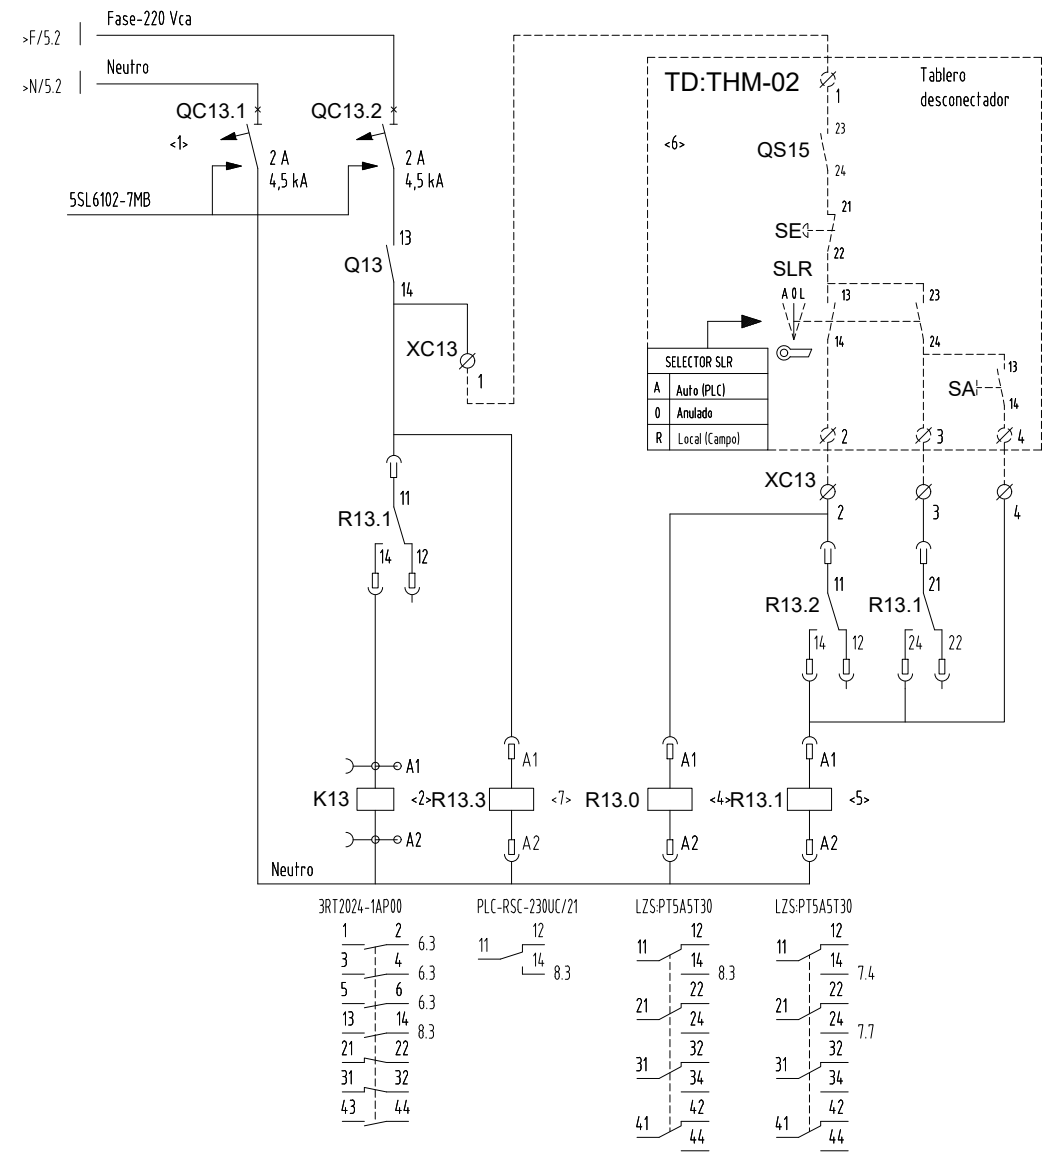 Fase-220 Vca
>F/5.2
Neutro
>N/5.2
QC13.1
QC13.2
<1>
2 A
4,5 kA
2 A
4,5 kA
5SL6102-7MB
13
Q13
14
XC13
1
TD:THM-02
Tablero
desconectador
1
<6>
23
QS15
24
21
SE
22
SLR
A 0 L
13
23
14
24
SELECTOR SLR
A Auto (PLC)
0 Anulado
R Local (Campo)
13
SA
14
2
3
4
XC13
2
3
4
11
R13.1
14
12
11
R13.2
14
12
21
R13.1
24
22
A1
A1
A1
A1
K13
<2>
R13.3
<7>
R13.0
<4>
R13.1
<5>
A2
A2
A2
A2
Neutro
3RT2024-1AP00
1 2 6.3
3 4 6.3
5 6 6.3
13 14 8.3
21 22
31 32
43 44
PLC-RSC-230UC/21
12
11
14 8.3
LZS:PT5A5T30
12
11
14 8.3
22
21
24
32
31
34
42
41
44
LZS:PT5A5T30
12
11
14 7.4
22
21
24 7.7
32
31
34
42
41
44